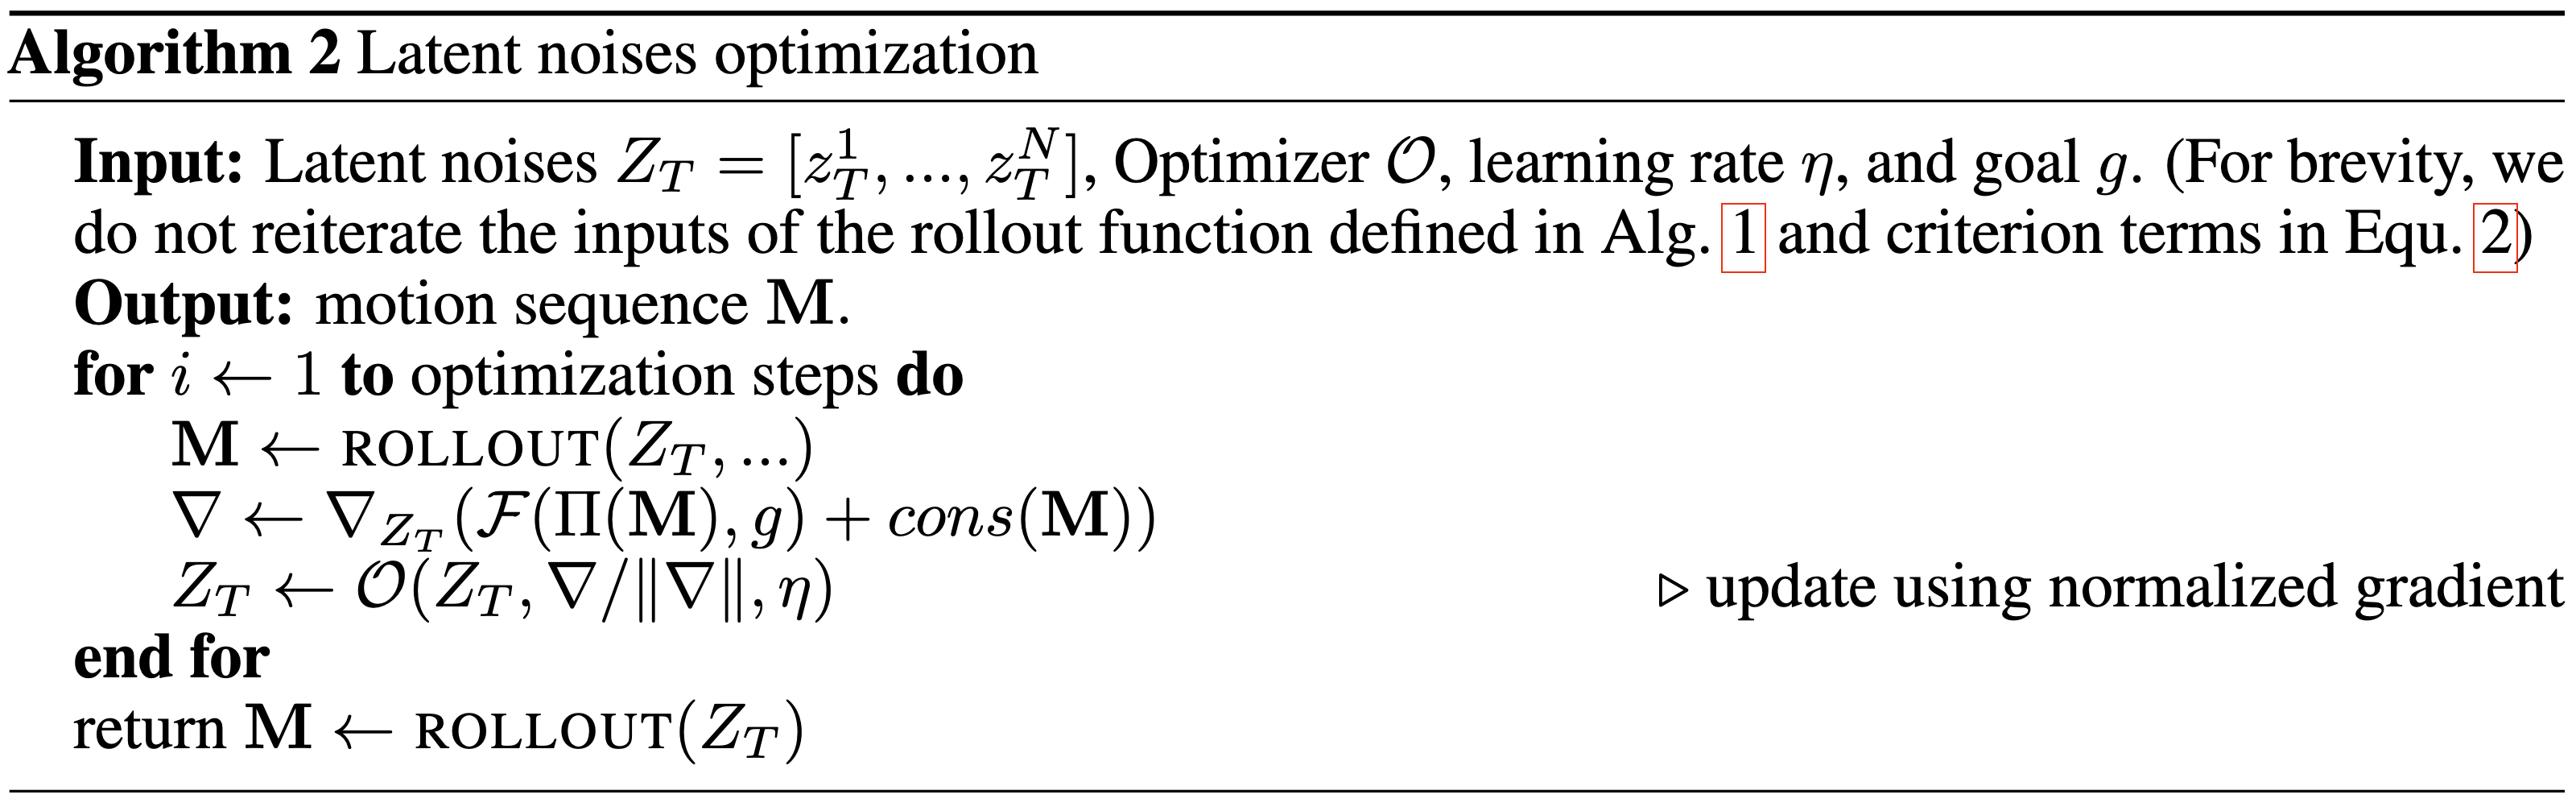 Algorithm 2 Latent noises optimization
Input: Latent noises $Z_T = [z_T^1, ..., z_T^N]$, Optimizer $\mathcal{O}$, learning rate $\eta$, and goal $g$. (For brevity, we
do not reiterate the inputs of the rollout function defined in Alg. 1 and criterion terms in Equ. 2)
Output: motion sequence $\mathbf{M}$.
for $i \leftarrow 1$ to optimization steps do
$\mathbf{M} \leftarrow \text{ROLLOUT}(Z_T, ...)$
$\nabla \leftarrow \nabla_{Z_T}(\mathcal{F}(\Pi(\mathbf{M}), g) + cons(\mathbf{M}))$
$Z_T \leftarrow \mathcal{O}(Z_T, \nabla/\|\nabla\|, \eta)$ ▷ update using normalized gradient
end for
return $\mathbf{M} \leftarrow \text{ROLLOUT}(Z_T)$